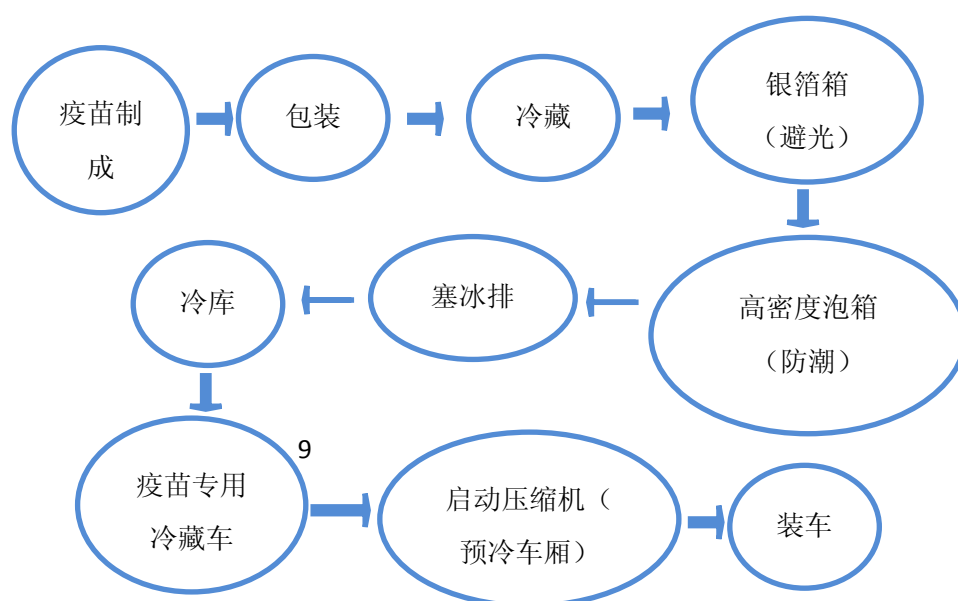 疫苗制
成
包装
冷藏
银箔箱
（避光）
高密度泡箱
（防潮）
塞冰排
冷库
疫苗专用
冷藏车
9
启动压缩机（
预冷车厢）
装车